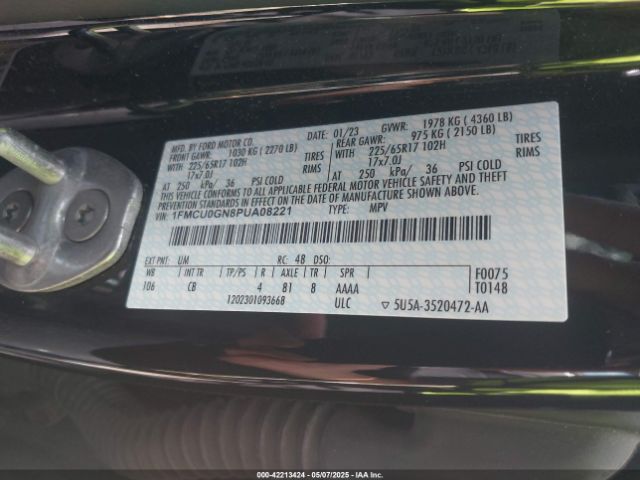 MFD. BY FORD MOTOR CO.
01/23 GVWR: 1978 KG ( 4360 LB)
FRONT GAWR: 1030 KG ( 2270 LB) REAR GAWR: 975 KG ( 2150 LB)
WITH 225/65R17 102H TIRES WITH 225/65R17 102H TIRES
17x7.0J RIMS 17x7.0J RIMS
AT 250 kPa/ 36 PSI COLD AT 250 kPa/ 36 PSI COLD
THIS VEHICLE CONFORMS TO ALL APPLICABLE FEDERAL MOTOR VEHICLE SAFETY AND THEFT
PREVENTION STANDARDS IN EFFECT ON THE DATE OF MANUFACTURE SHOWN ABOVE.
VIN: 1FMCU0GN8PUA08221 TYPE: MPV
EXT PNT: UM RC: 48 DSO: F0075
WB INT TR TP/PS R AXLE TR SPR T0148
106 CB 4 81 8 AAAA
1202301093668 ULC ▽ 5U5A-3520472-AA
000-42213424 - 05/07/2025 - IAAI.COM